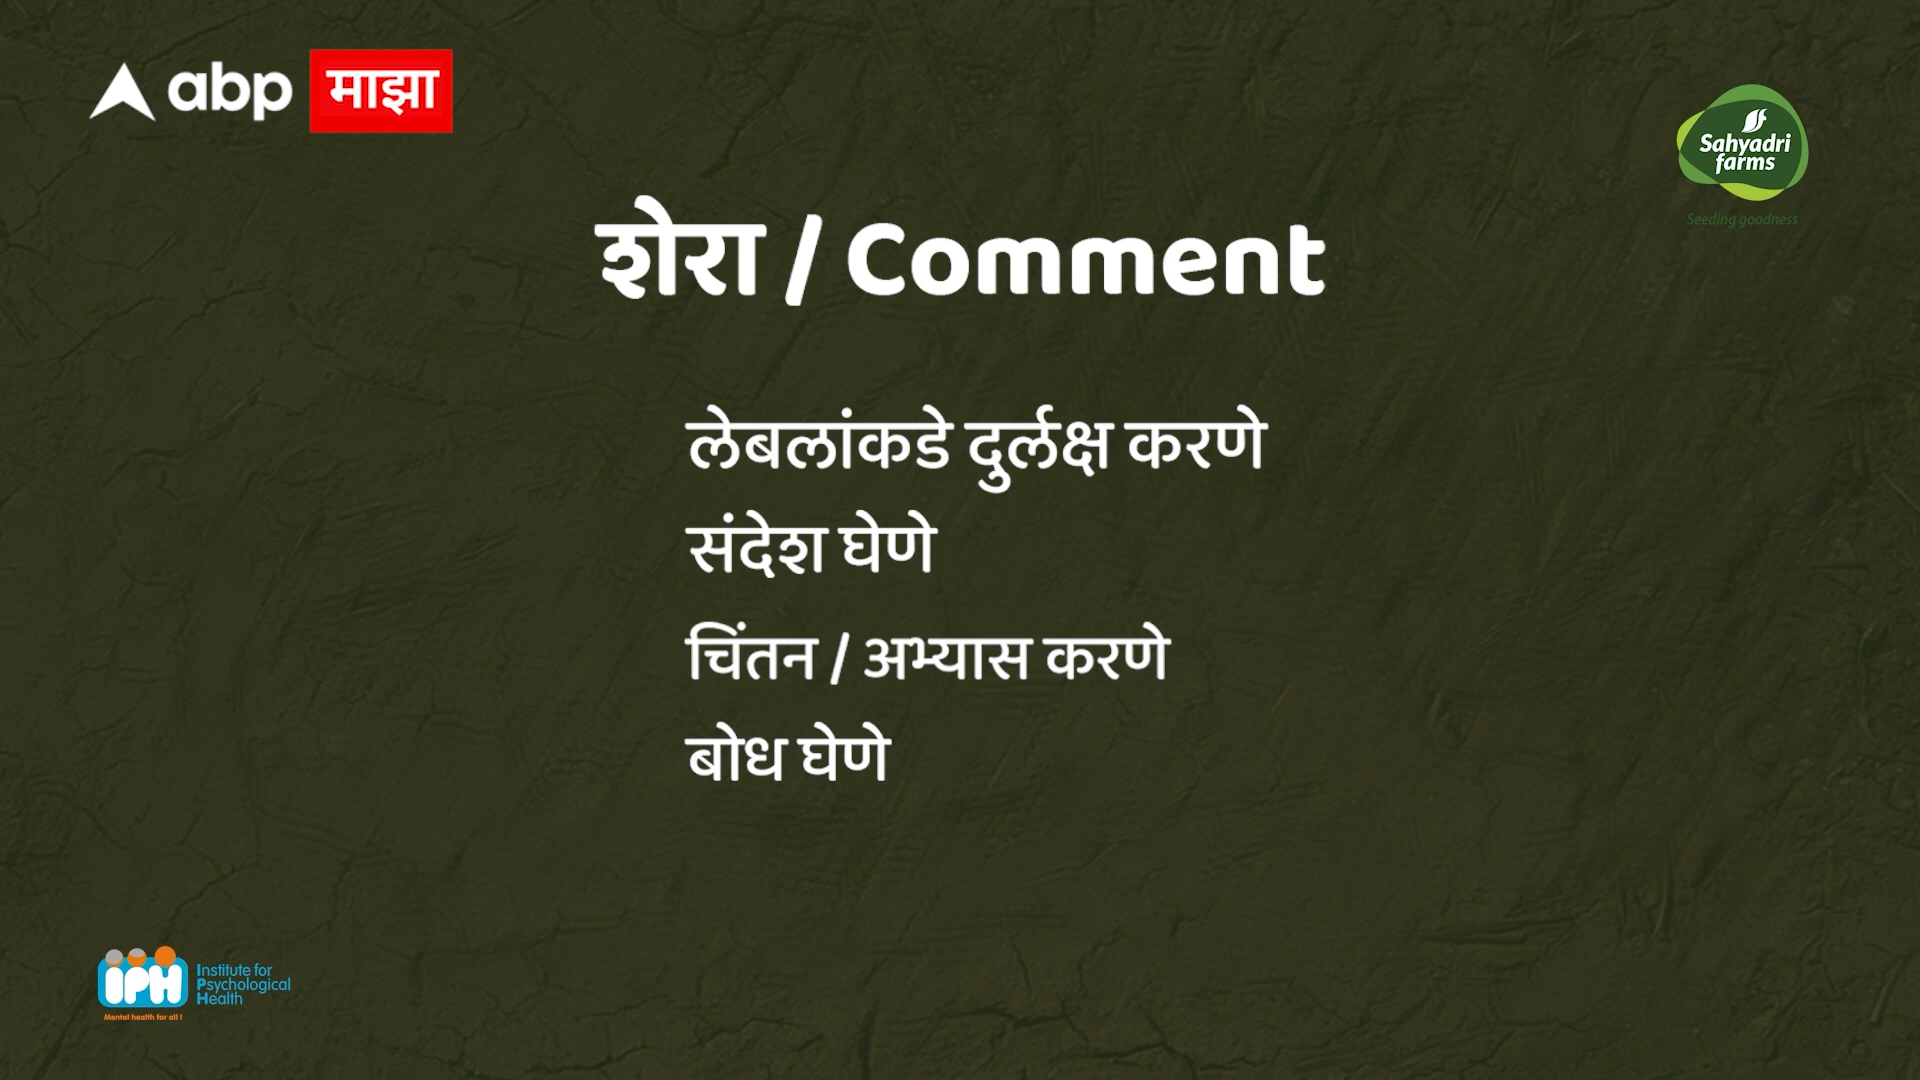 abp माझा
Sahyadri
farms
Seeding goodness
शेरा / Comment
लेबलांकडे दुर्लक्ष करणे
संदेश घेणे
चिंतन / अभ्यास करणे
बोध घेणे
iPH
Institute for
Psychological
Health
Mental health for all !